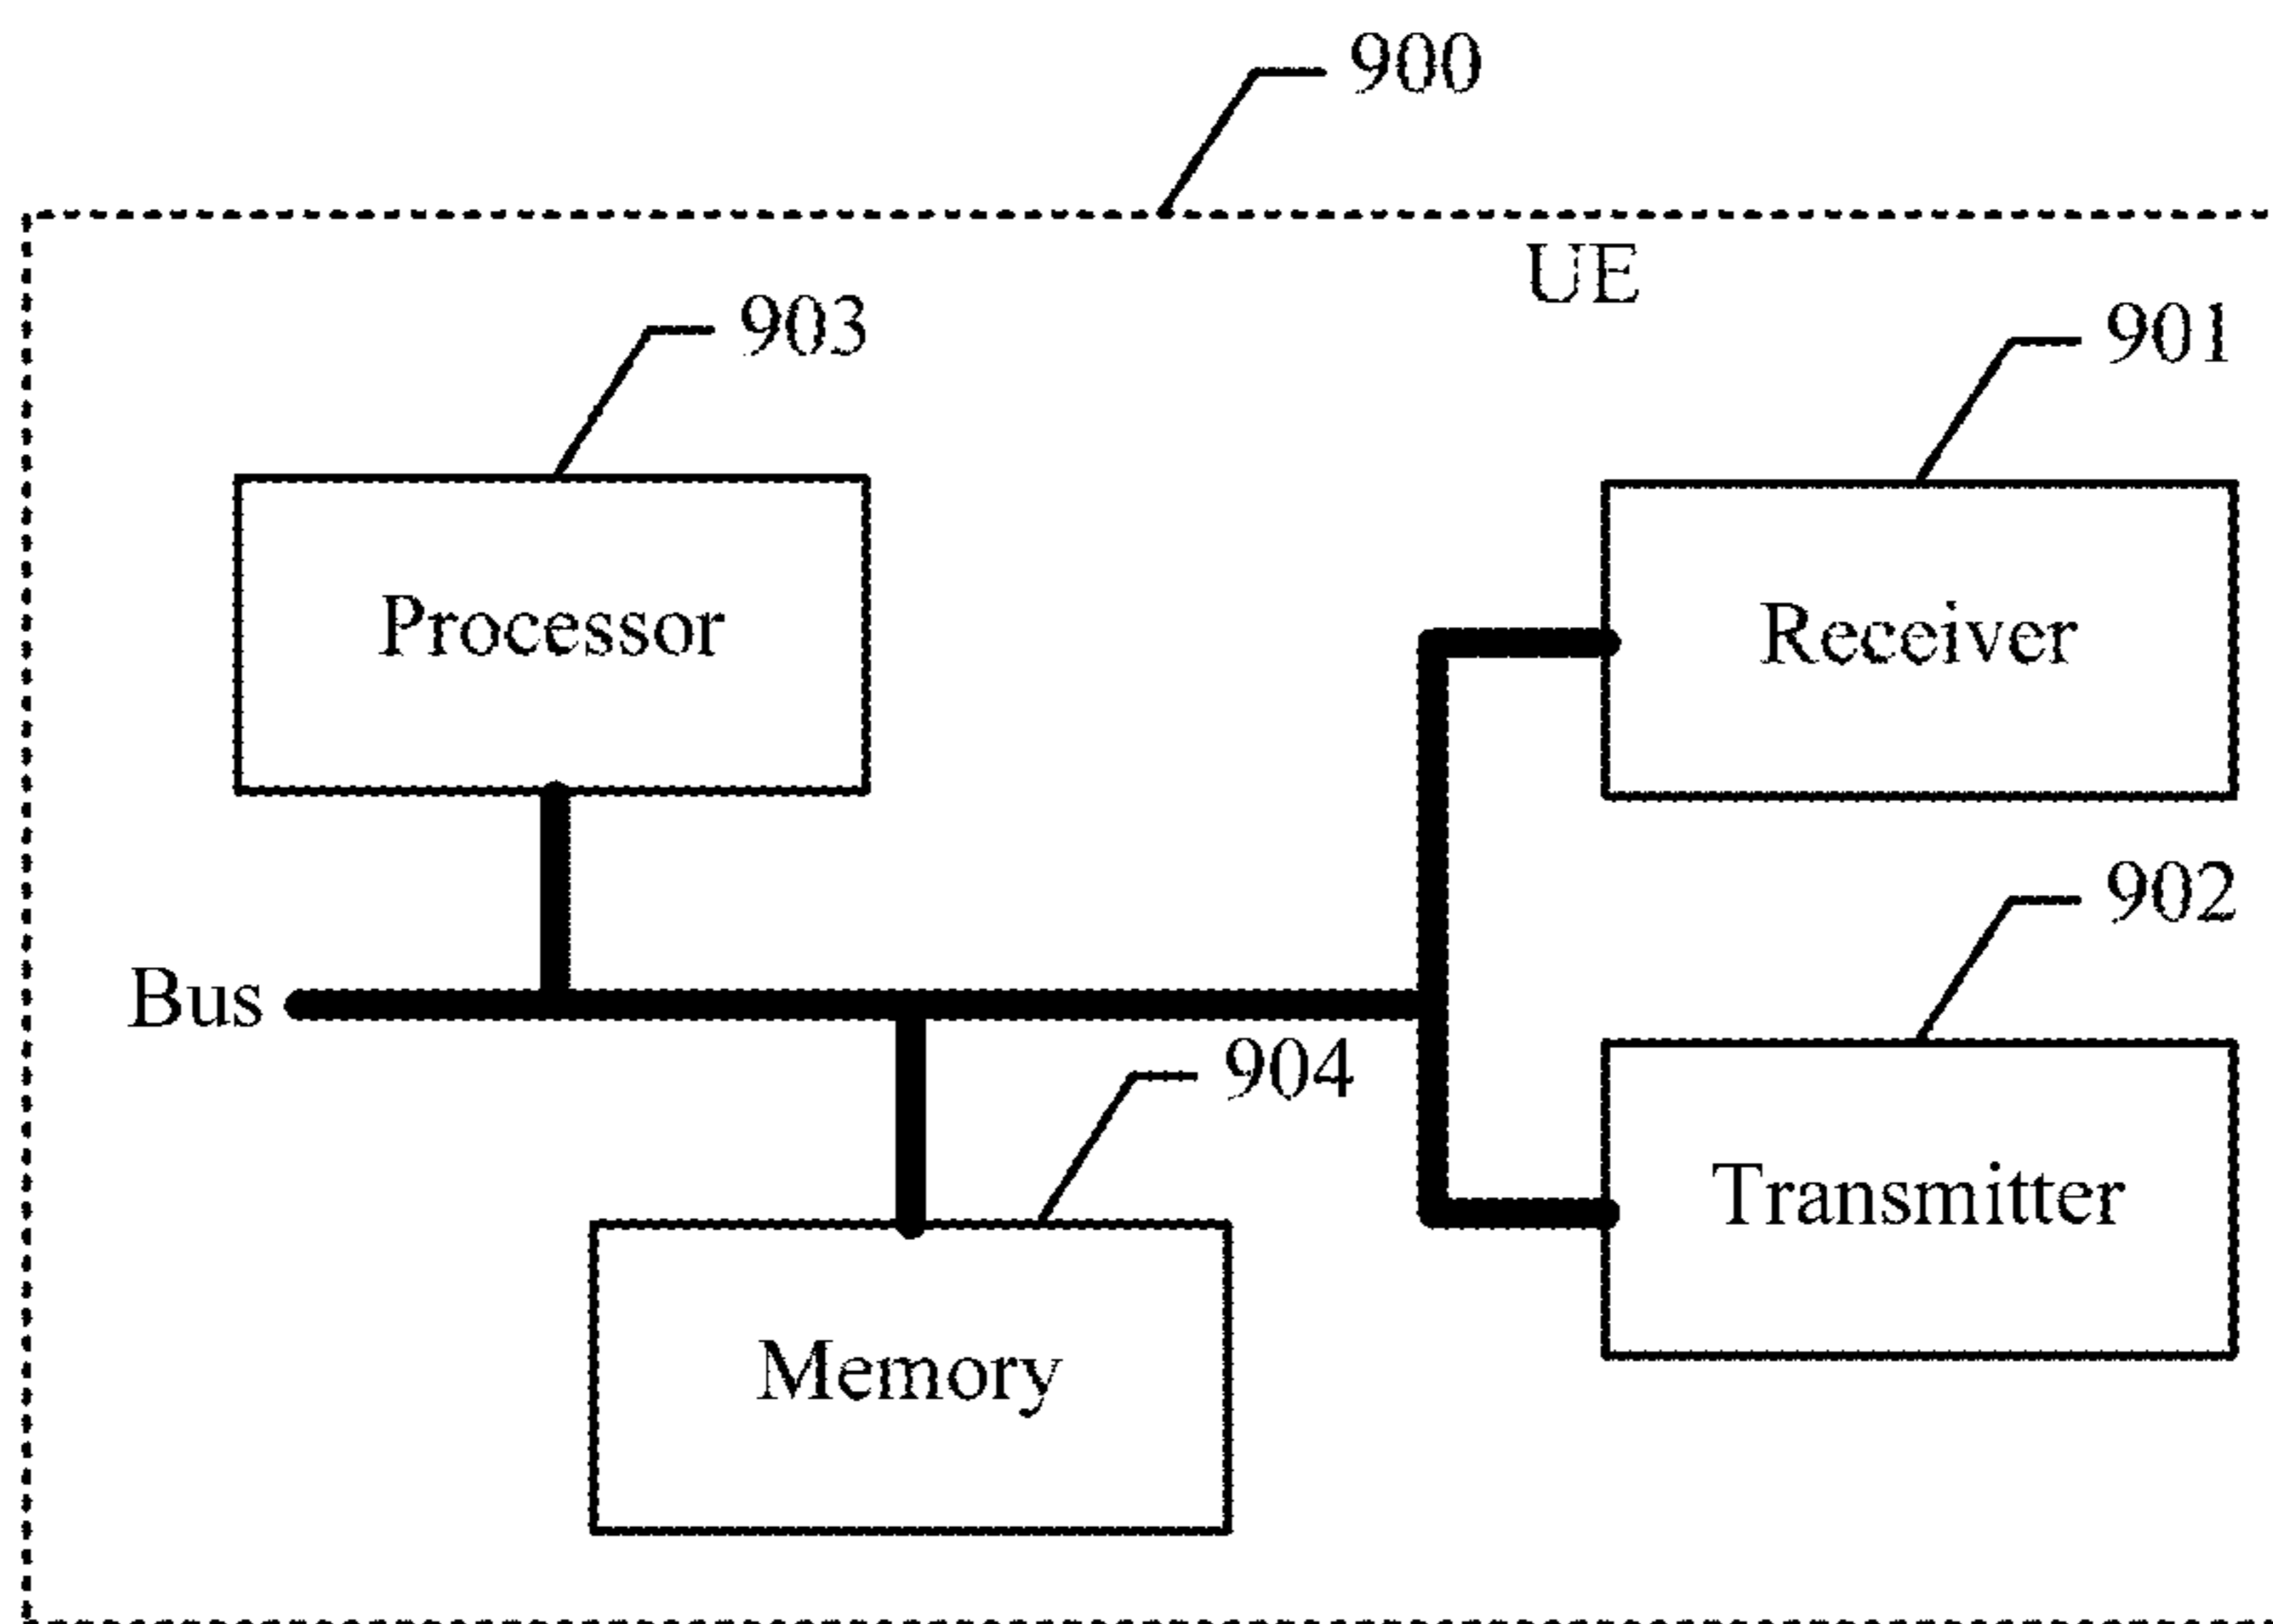 900
UE
903
901
Processor
Receiver
902
Bus
904
Transmitter
Memory